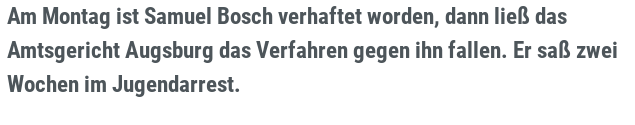 Am Montag ist Samuel Bosch verhaftet worden, dann ließ das
Amtsgericht Augsburg das Verfahren gegen ihn fallen. Er saß zwei
Wochen im Jugendarrest.